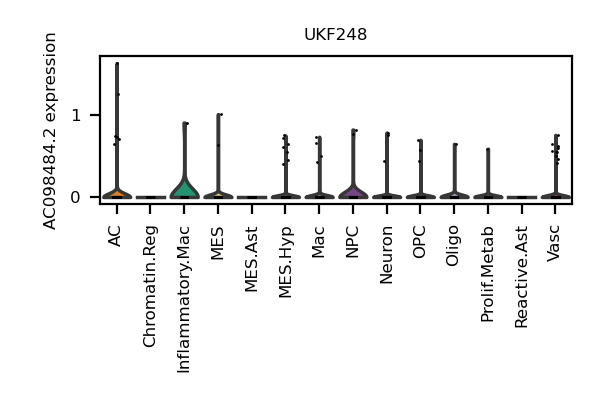 UKF248
AC098484.2 expression
1
0
AC
Chromatin.Reg
Inflammatory.Mac
MES
MES.Ast
MES.Hyp
Mac
NPC
Neuron
OPC
Oligo
Prolif.Metab
Reactive.Ast
Vasc